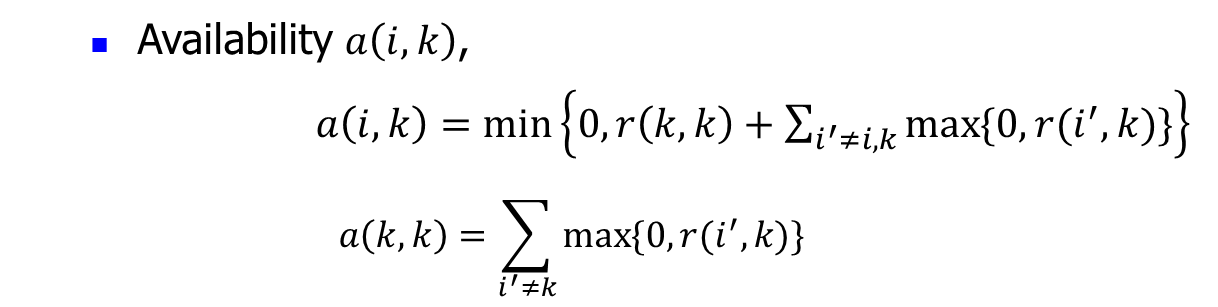 ▪ Availability 𝑎(𝑖, 𝑘),
𝑎(𝑖, 𝑘) = min{0, 𝑟(𝑘, 𝑘) + ∑_{𝑖′≠𝑖,𝑘} max{0, 𝑟(𝑖′, 𝑘)}}
𝑎(𝑘, 𝑘) = ∑_{𝑖′≠𝑘} max{0, 𝑟(𝑖′, 𝑘)}